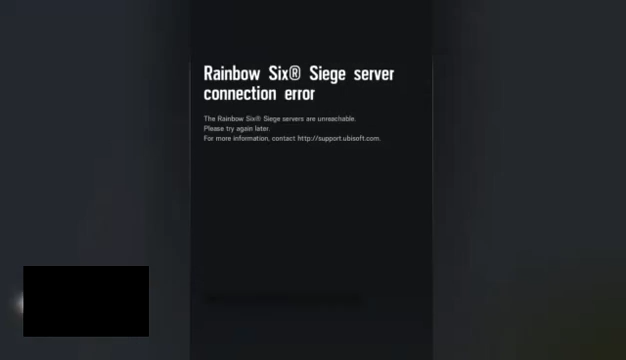 Rainbow Six® Siege server
connection error
The Rainbow Six® Siege servers are unreachable.
Please try again later.
For more information, contact http://support.ubisoft.com.